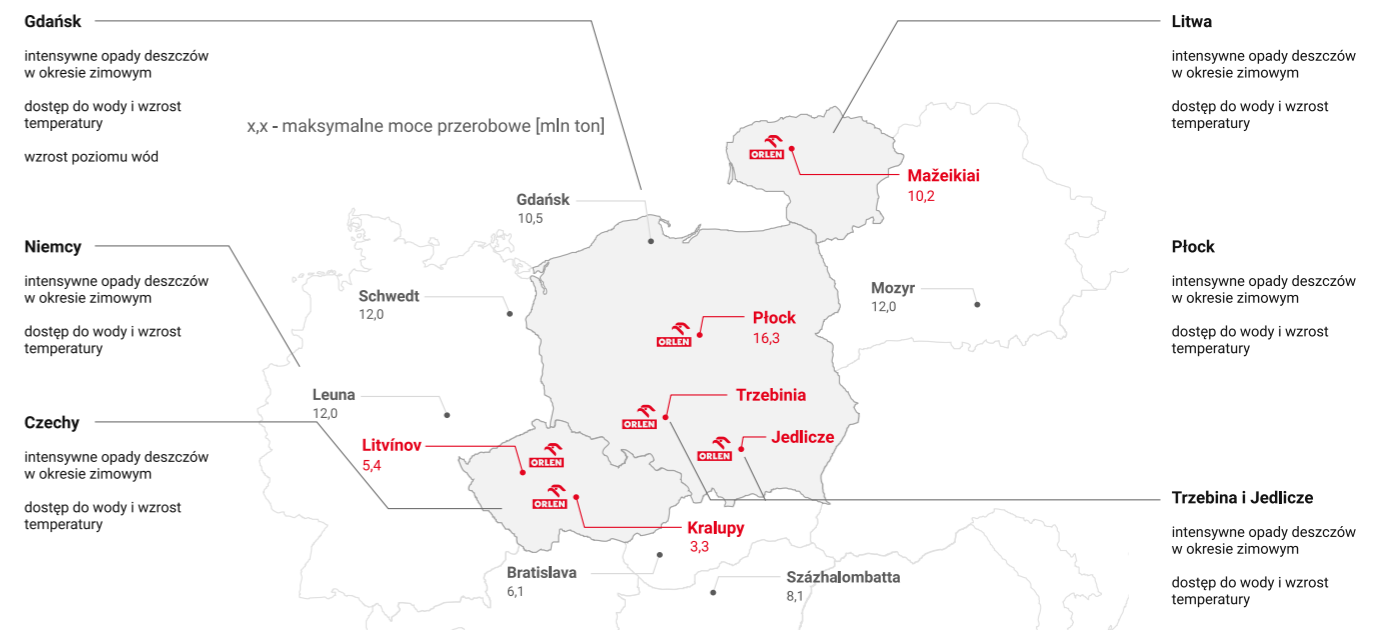 Gdańsk
intensywne opady deszczów
w okresie zimowym
dostęp do wody i wzrost
temperatury
wzrost poziomu wód
x,x - maksymalne moce przerobowe [mln ton]
Litwa
intensywne opady deszczów
w okresie zimowym
dostęp do wody i wzrost
temperatury
ORLEN
Mažeikiai
10,2
Gdańsk
10,5
Niemcy
intensywne opady deszczów
w okresie zimowym
dostęp do wody i wzrost
temperatury
Schwedt
12,0
Mozyr
12,0
Płock
intensywne opady deszczów
w okresie zimowym
dostęp do wody i wzrost
temperatury
ORLEN
Płock
16,3
Leuna
12,0
ORLEN
Trzebinia
ORLEN
Jedlicze
Czechy
intensywne opady deszczów
w okresie zimowym
dostęp do wody i wzrost
temperatury
Litvínov
5,4
ORLEN
ORLEN
Kralupy
3,3
Trzebina i Jedlicze
intensywne opady deszczów
w okresie zimowym
dostęp do wody i wzrost
temperatury
Bratislava
6,1
Százhalombatta
8,1